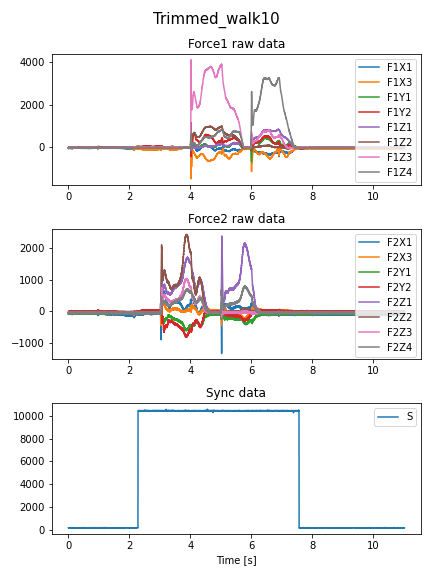 Trimmed_walk10
Force1 raw data
4000
2000
0
F1X1
F1X3
F1Y1
F1Y2
F1Z1
F1Z2
F1Z3
F1Z4
0 2 4 6 8 10
Force2 raw data
2000
1000
0
−1000
F2X1
F2X3
F2Y1
F2Y2
F2Z1
F2Z2
F2Z3
F2Z4
0 2 4 6 8 10
Sync data
10000
8000
6000
4000
2000
0
S
0 2 4 6 8 10
Time [s]